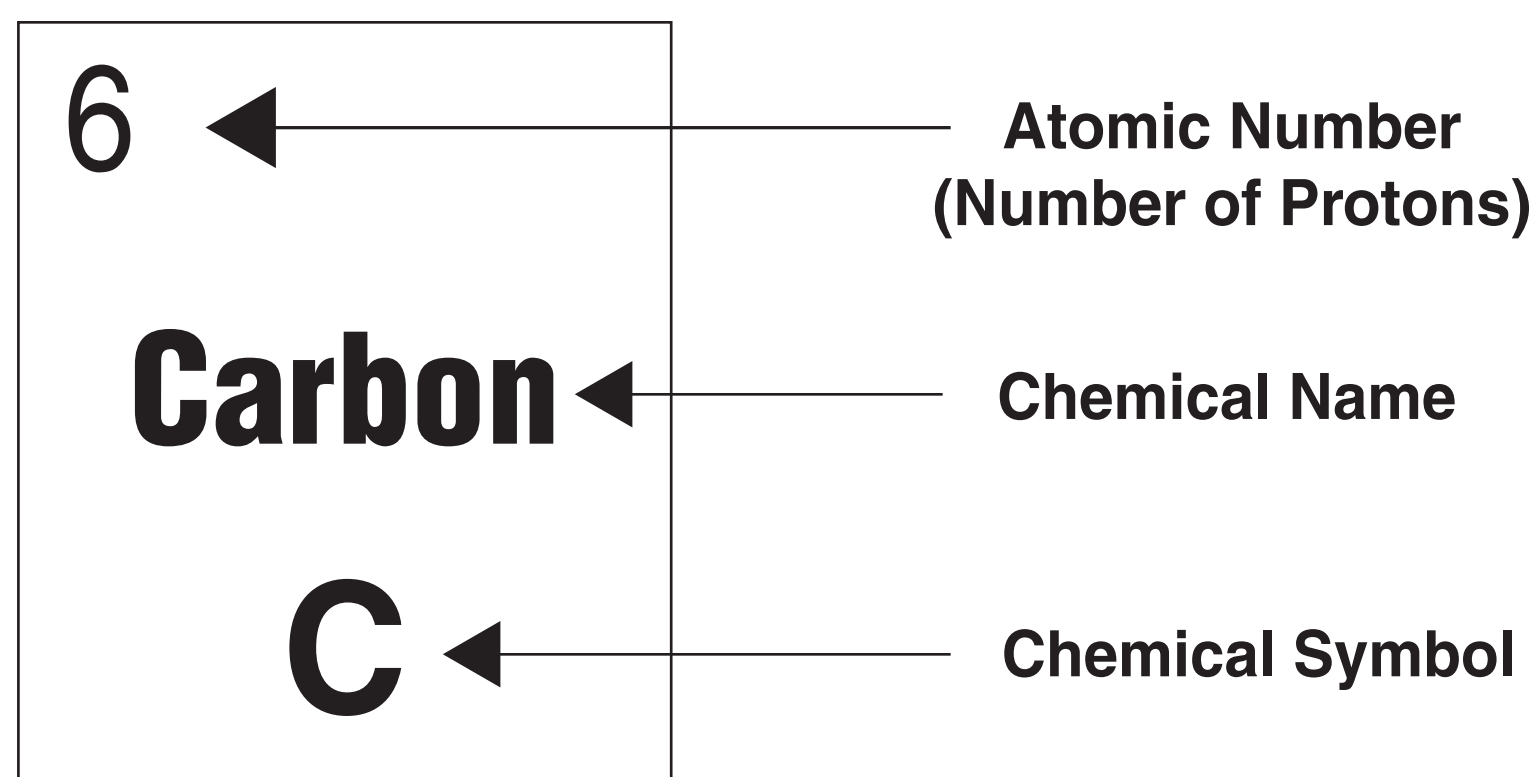 6
Atomic Number
(Number of Protons)
Carbon
Chemical Name
C
Chemical Symbol